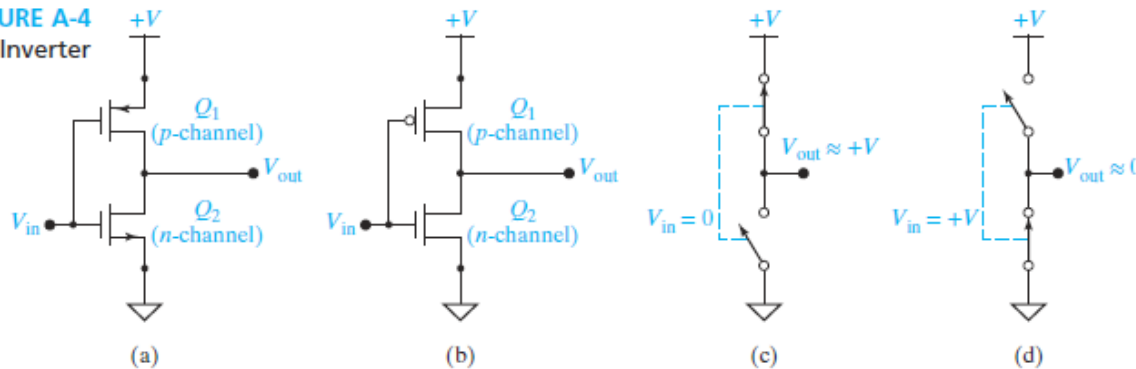 URE A-4
Inverter
+V
Q1
(p-channel)
Vout
Vin
Q2
(n-channel)
(a)
+V
Q1
(p-channel)
Vout
Vin
Q2
(n-channel)
(b)
+V
Vout ≈ +V
Vin = 0
(c)
+V
Vout ≈ 0
Vin = +V
(d)